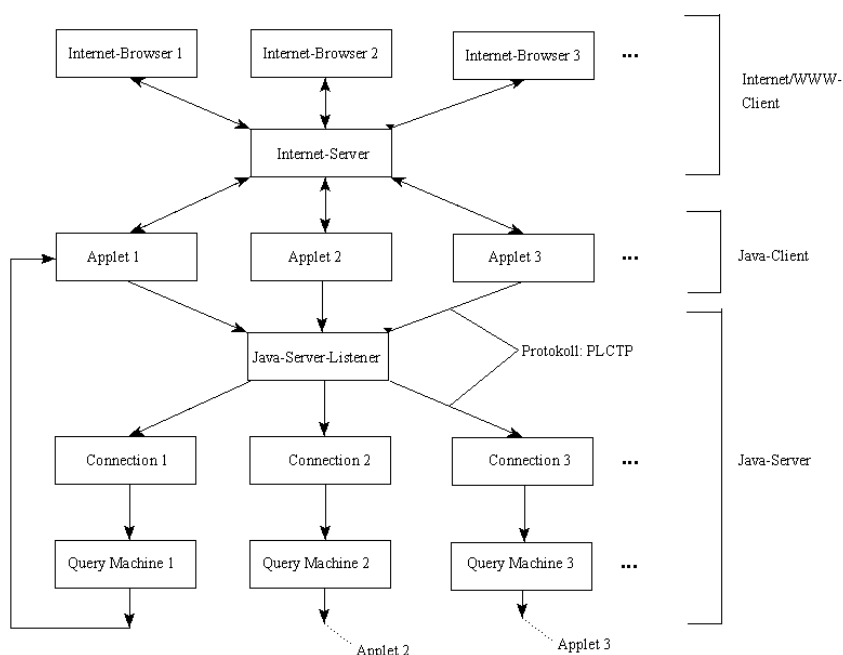 Internet-Browser 1
Internet-Browser 2
Internet-Browser 3
...
Internet/WWW-
Client
Internet-Server
Applet 1
Applet 2
Applet 3
...
Java-Client
Java-Server-Listener
Protokoll: PLCTP
Connection 1
Connection 2
Connection 3
...
Java-Server
Query Machine 1
Query Machine 2
Query Machine 3
...
Applet 2
Applet 3